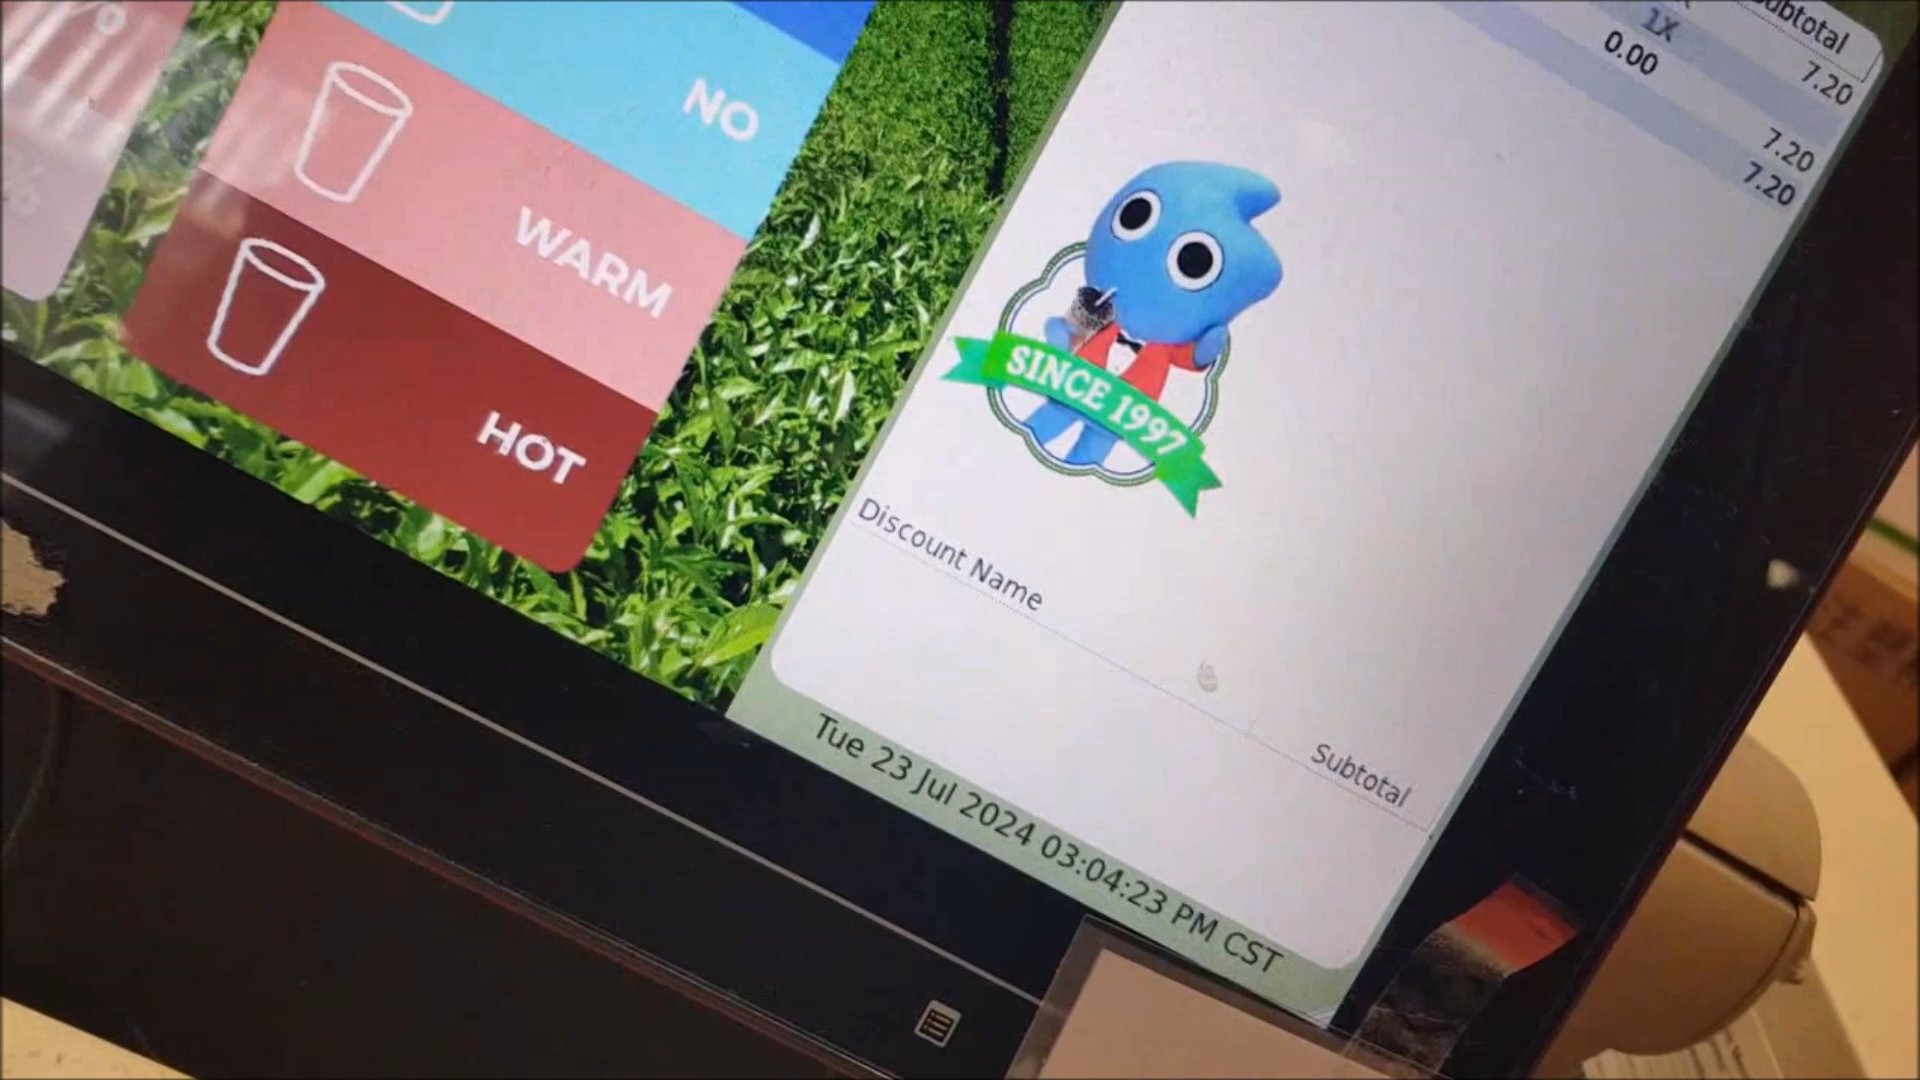 NO
WARM
HOT
Subtotal
1X
7.20
0.00
7.20
7.20
SINCE 1997
Discount Name
Subtotal
Tue 23 Jul 2024 03:04:23 PM CST